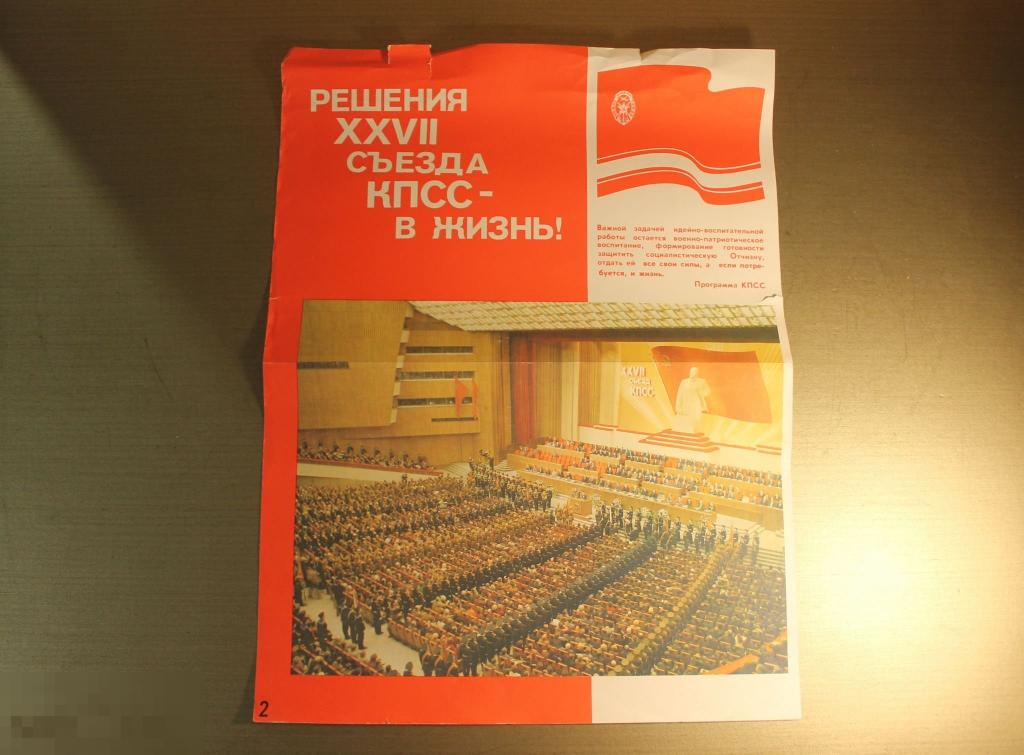 РЕШЕНИЯ
XXVII
СЪЕЗДА
КПСС -
В ЖИЗНЬ!
Важной задачей идейно-воспитательной
работы остается военно-патриотическое
воспитание, формирование готовности
защитить социалистическую Отчизну,
отдать ей все свои силы, а если потре-
буется, и жизнь.
Программа КПСС
XXVII
СЪЕЗД
КПСС
2